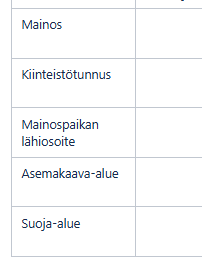 Mainos
Kiinteistötunnus
Mainospaikan
lähiosoite
Asemakaava-alue
Suoja-alue